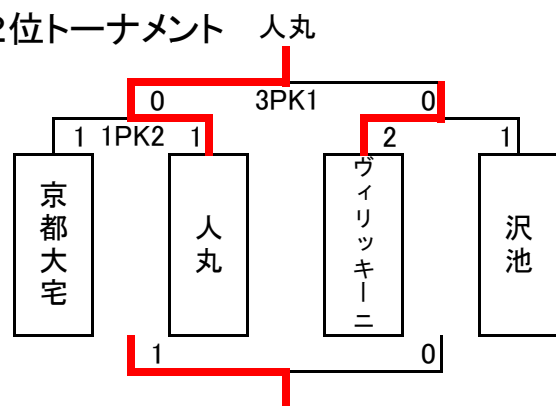 2位トーナメント 人丸
0 3PK1 0
1 1PK2 1 2 1
京都大宅
人丸
ヴィリッキーニ
沢池
1 0